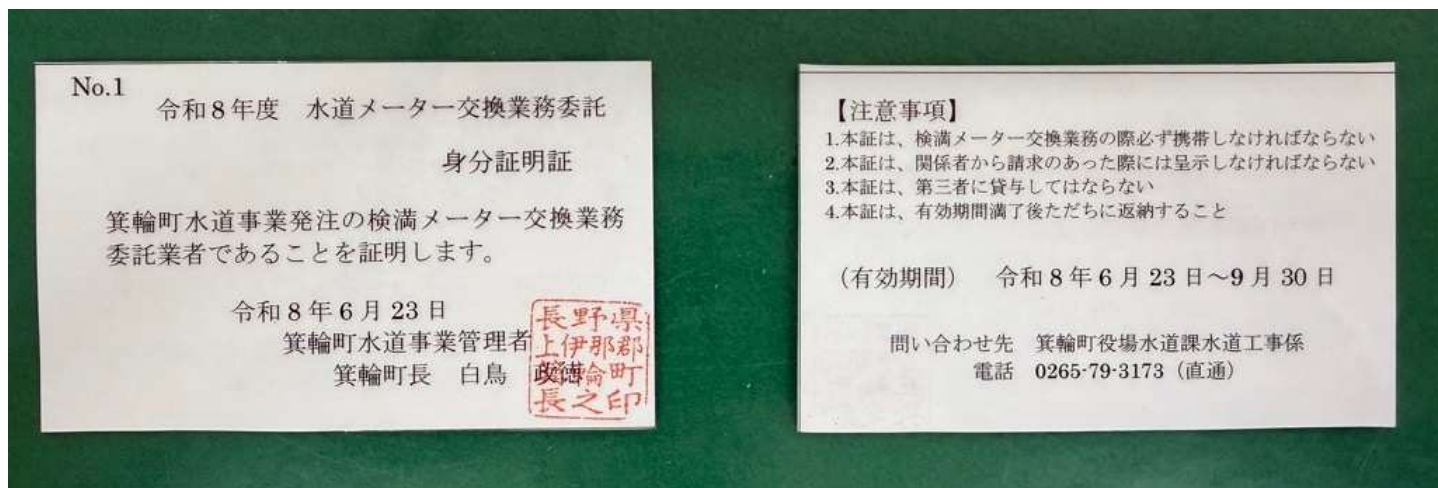 No.1
令和8年度　水道メーター交換業務委託
身分証明証
箕輪町水道事業発注の検満メーター交換業務
委託業者であることを証明します。
令和8年6月23日
箕輪町水道事業管理者
箕輪町長　白鳥　政徳
長野県
上伊那郡
箕輪町
長之印
【注意事項】
1.本証は、検満メーター交換業務の際必ず携帯しなければならない
2.本証は、関係者から請求のあった際には呈示しなければならない
3.本証は、第三者に貸与してはならない
4.本証は、有効期間満了後ただちに返納すること
（有効期間）　令和8年6月23日～9月30日
問い合わせ先　箕輪町役場水道課水道工事係
電話　0265-79-3173（直通）